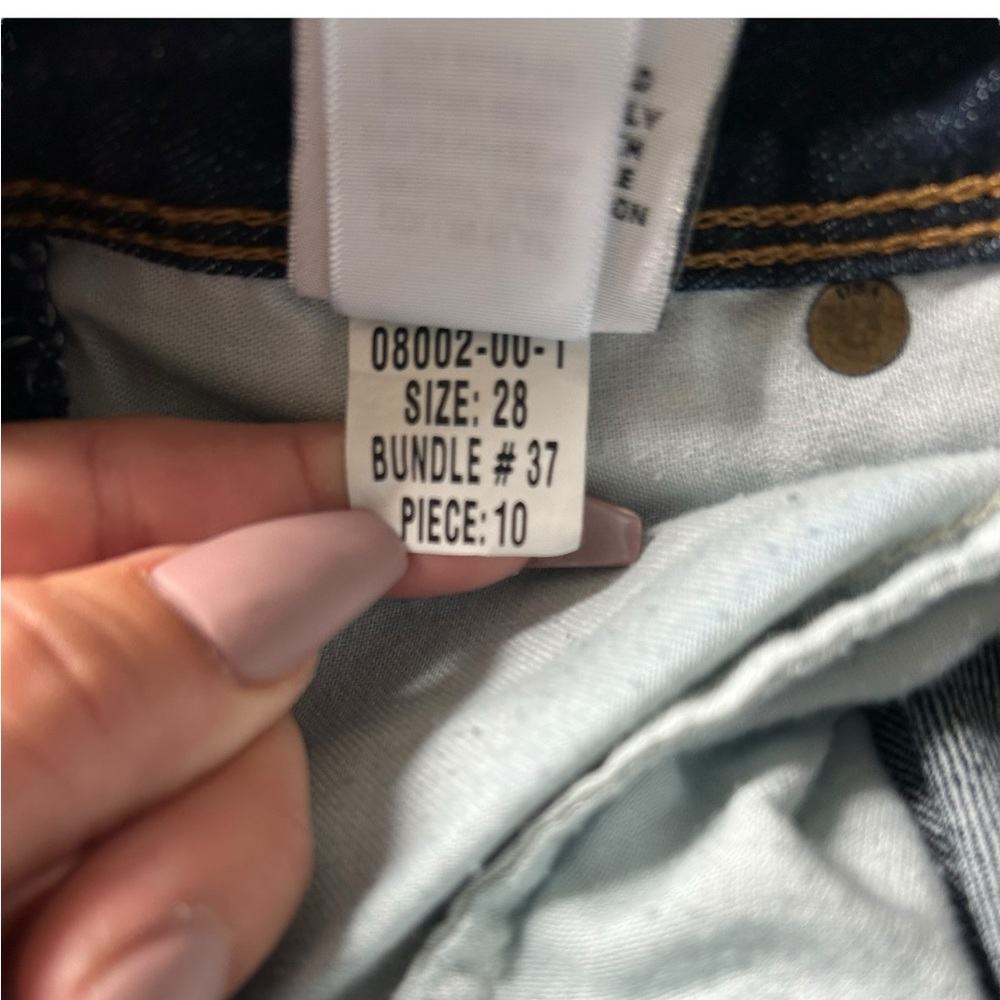 08002-00-1
SIZE: 28
BUNDLE # 37
PIECE: 10